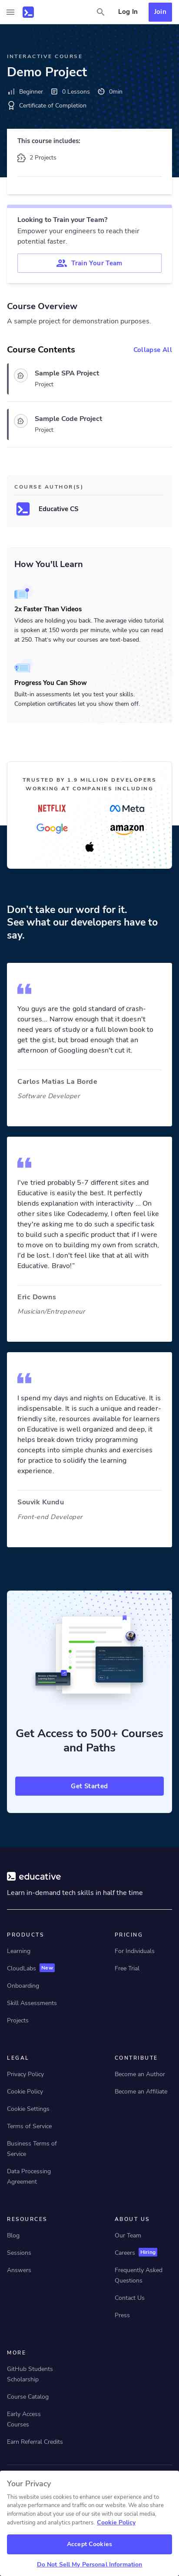 Log In
Join
INTERACTIVE COURSE
Demo Project
Beginner
0 Lessons
0min
Certificate of Completion
This course includes:
2 Projects
Looking to Train your Team?
Empower your engineers to reach their
potential faster.
Train Your Team
Course Overview
A sample project for demonstration purposes.
Course Contents
Collapse All
Sample SPA Project
Project
Sample Code Project
Project
COURSE AUTHOR(S)
Educative CS
How You'll Learn
2x Faster Than Videos
Videos are holding you back. The average video tutorial
is spoken at 150 words per minute, while you can read
at 250. That's why our courses are text-based.
Progress You Can Show
Built-in assessments let you test your skills.
Completion certificates let you show them off.
TRUSTED BY 1.9 MILLION DEVELOPERS
WORKING AT COMPANIES INCLUDING
NETFLIX
Meta
Google
amazon
Don't take our word for it.
See what our developers have to
say.
You guys are the gold standard of crash-
courses... Narrow enough that it doesn't
need years of study or a full blown book to
get the gist, but broad enough that an
afternoon of Googling doesn't cut it.
Carlos Matias La Borde
Software Developer
I've tried probably 5-7 different sites and
Educative is easily the best. It perfectly
blends explanation with interactivity ... On
other sites like Codecademy, I often feel like
they're are asking me to do such a specific task
to build such a specific product that if I were
to do it on my own from scratch to variation,
I'd be lost. I don't feel like that at all with
Educative. Bravo!"
Eric Downs
Musician/Entrepeneur
I spend my days and nights on Educative. It is
indispensable. It is such a unique and reader-
friendly site, resources available for learners
on Educative is well organized and deep, it
helps break down tricky programming
concepts into simple chunks and exercises
for practice to solidify the learning
experience.
Souvik Kundu
Front-end Developer
Get Access to 500+ Courses
and Paths
Get Started
educative
Learn in-demand tech skills in half the time
PRODUCTS
Learning
CloudLabs New
Onboarding
Skill Assessments
Projects
PRICING
For Individuals
Free Trial
LEGAL
Privacy Policy
Cookie Policy
Cookie Settings
Terms of Service
Business Terms of
Service
Data Processing
Agreement
CONTRIBUTE
Become an Author
Become an Affiliate
RESOURCES
Blog
Sessions
Answers
ABOUT US
Our Team
Careers Hiring
Frequently Asked
Questions
Contact Us
Press
MORE
GitHub Students
Scholarship
Course Catalog
Early Access
Courses
Earn Referral Credits
Your Privacy
This website uses cookies to enhance user experience and to
analyze performance and traffic on our website. We also share
information about your use of our site with our social media,
advertising and analytics partners. Cookie Policy
Accept Cookies
Do Not Sell My Personal Information